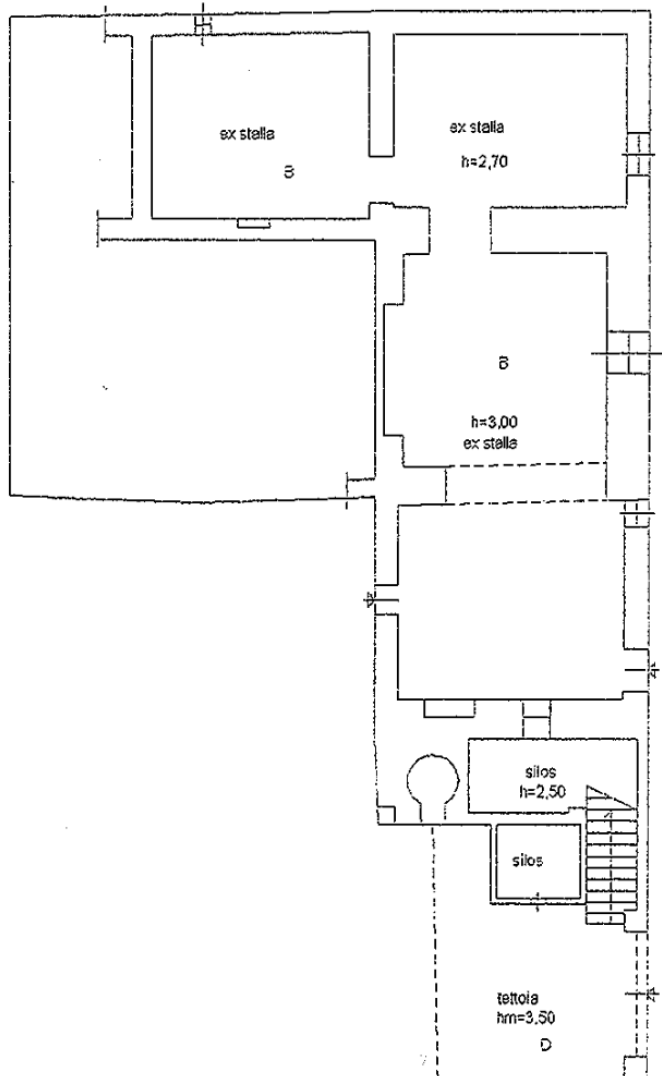 ex stalla
B
ex stalla
h=2,70
B
h=3,00
ex stalla
silos
h=2,50
silos
tettoia
hm=3,50
D